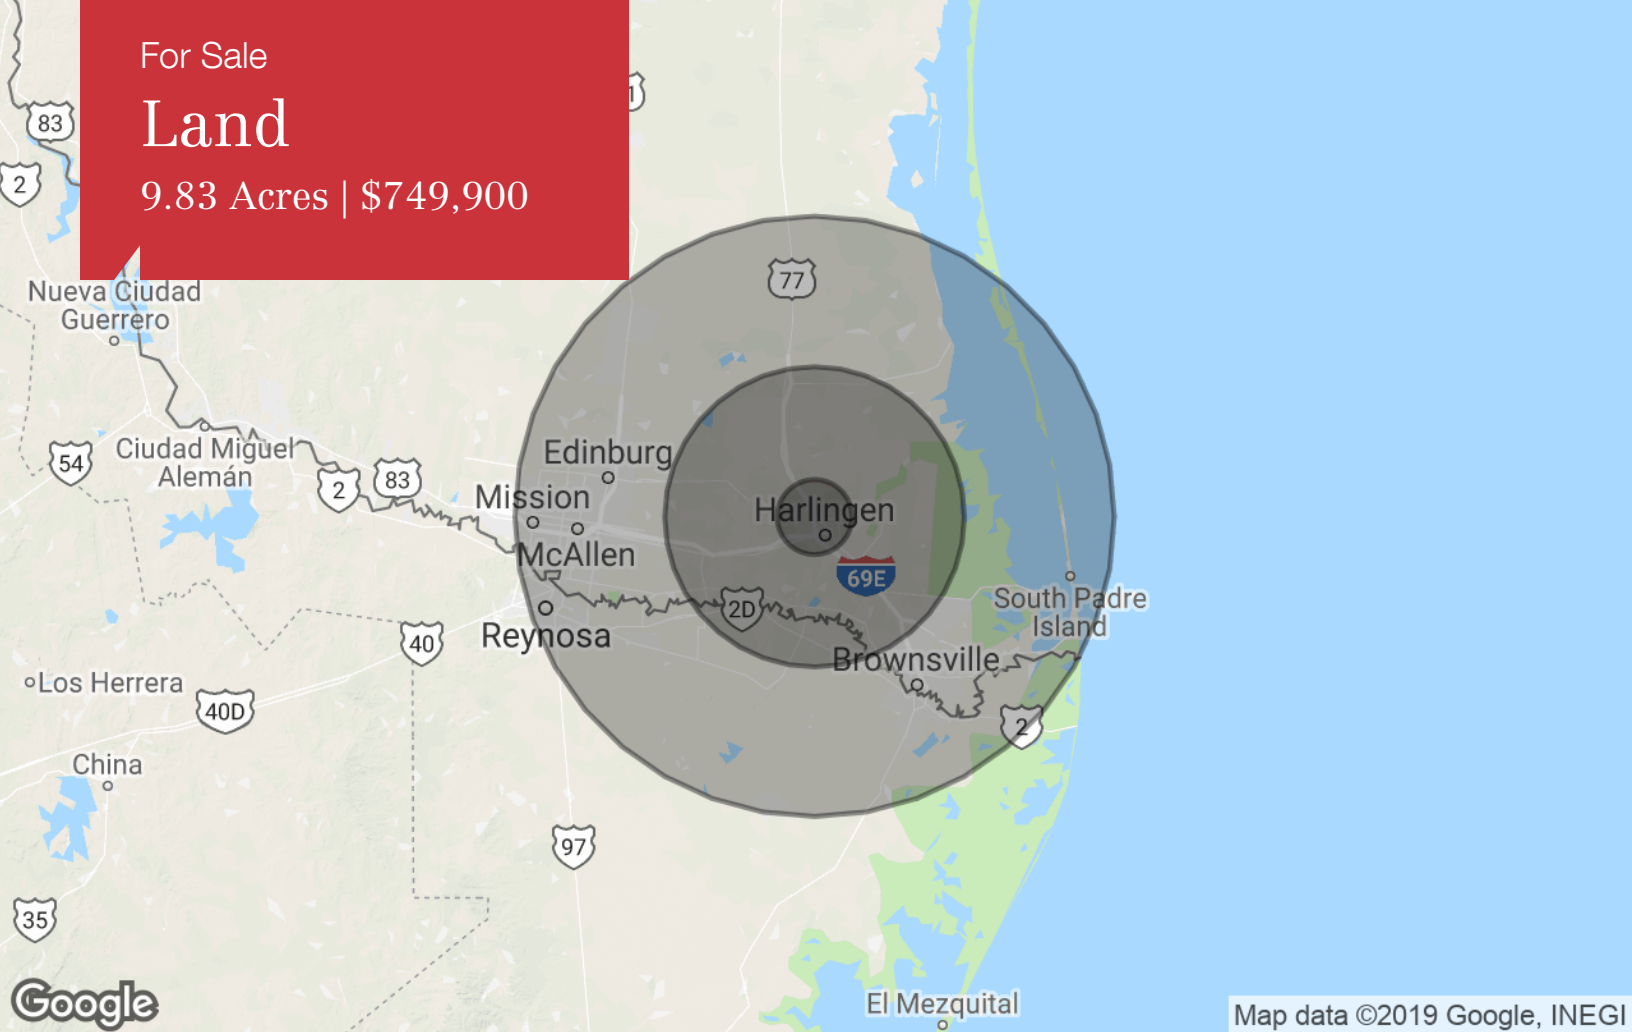 For Sale
Land
9.83 Acres | $749,900
1
83
2
77
Nueva Ciudad
Guerrero
Edinburg
Ciudad Miguel
Alemán
54
2
83
Mission
Harlingen
McAllen
69E
South Padre
Island
2D
Reynosa
40
Brownsville
Los Herrera
40D
2
China
97
35
Google
El Mezquital
Map data ©2019 Google, INEGI